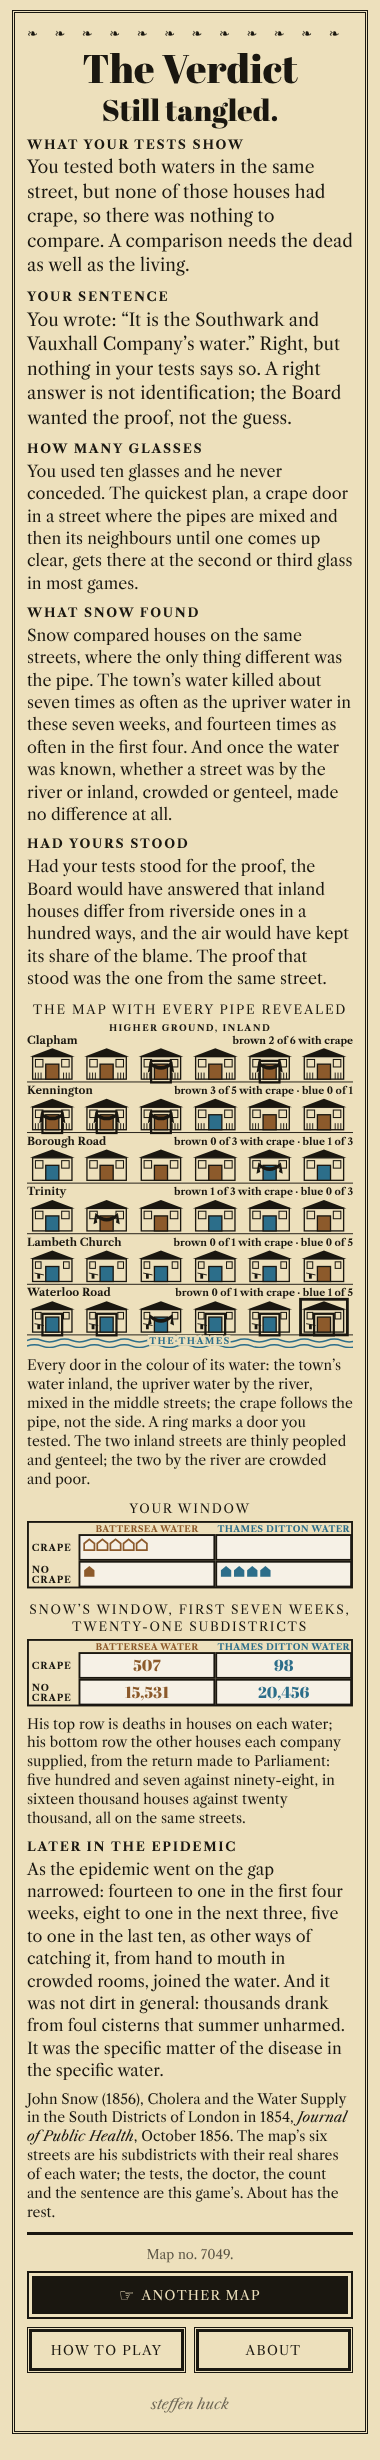 The Verdict
Still tangled.
WHAT YOUR TESTS SHOW
You tested both waters in the same
street, but none of those houses had
crape, so there was nothing to
compare. A comparison needs the dead
as well as the living.
YOUR SENTENCE
You wrote: “It is the Southwark and
Vauxhall Company’s water.” Right, but
nothing in your tests says so. A right
answer is not identification; the Board
wanted the proof, not the guess.
HOW MANY GLASSES
You used ten glasses and he never
conceded. The quickest plan, a crape door
in a street where the pipes are mixed and
then its neighbours until one comes up
clear, gets there at the second or third glass
in most games.
WHAT SNOW FOUND
Snow compared houses on the same
streets, where the only thing different was
the pipe. The town’s water killed about
seven times as often as the upriver water in
these seven weeks, and fourteen times as
often in the first four. And once the water
was known, whether a street was by the
river or inland, crowded or genteel, made
no difference at all.
HAD YOURS STOOD
Had your tests stood for the proof, the
Board would have answered that inland
houses differ from riverside ones in a
hundred ways, and the air would have kept
its share of the blame. The proof that
stood was the one from the same street.
THE MAP WITH EVERY PIPE REVEALED
HIGHER GROUND, INLAND
Clapham brown 2 of 6 with crape
Kennington brown 3 of 5 with crape · blue 0 of 1
Borough Road brown 0 of 3 with crape · blue 1 of 3
Trinity brown 1 of 3 with crape · blue 0 of 3
Lambeth Church brown 0 of 1 with crape · blue 0 of 5
Waterloo Road brown 0 of 1 with crape · blue 1 of 5
THE THAMES
Every door in the colour of its water: the town’s
water inland, the upriver water by the river,
mixed in the middle streets; the crape follows the
pipe, not the side. A ring marks a door you
tested. The two inland streets are thinly peopled
and genteel; the two by the river are crowded
and poor.
YOUR WINDOW
BATTERSEA WATER THAMES DITTON WATER
CRAPE
NO
CRAPE
SNOW’S WINDOW, FIRST SEVEN WEEKS,
TWENTY-ONE SUBDISTRICTS
BATTERSEA WATER THAMES DITTON WATER
CRAPE 507 98
NO
CRAPE 15,531 20,456
His top row is deaths in houses on each water;
his bottom row the other houses each company
supplied, from the return made to Parliament:
five hundred and seven against ninety-eight, in
sixteen thousand houses against twenty
thousand, all on the same streets.
LATER IN THE EPIDEMIC
As the epidemic went on the gap
narrowed: fourteen to one in the first four
weeks, eight to one in the next three, five
to one in the last ten, as other ways of
catching it, from hand to mouth in
crowded rooms, joined the water. And it
was not dirt in general: thousands drank
from foul cisterns that summer unharmed.
It was the specific matter of the disease in
the specific water.
John Snow (1856), Cholera and the Water Supply
in the South Districts of London in 1854, Journal
of Public Health, October 1856. The map’s six
streets are his subdistricts with their real shares
of each water; the tests, the doctor, the count
and the sentence are this game’s. About has the
rest.
Map no. 7049.
☞ ANOTHER MAP
HOW TO PLAY ABOUT
steffen huck